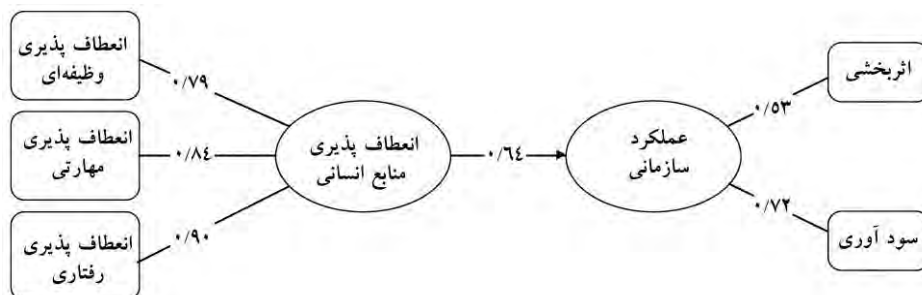 انعطاف پذیری
وظیفه‌ای
۰/۷۹
انعطاف پذیری
مهارتی
۰/۸٤
انعطاف پذیری
رفتاری
۰/۹۰
انعطاف پذیری
منابع انسانی
۰/٦٤
عملکرد
سازمانی
اثربخشی
۰/٥۳
سود آوری
۰/۷۲